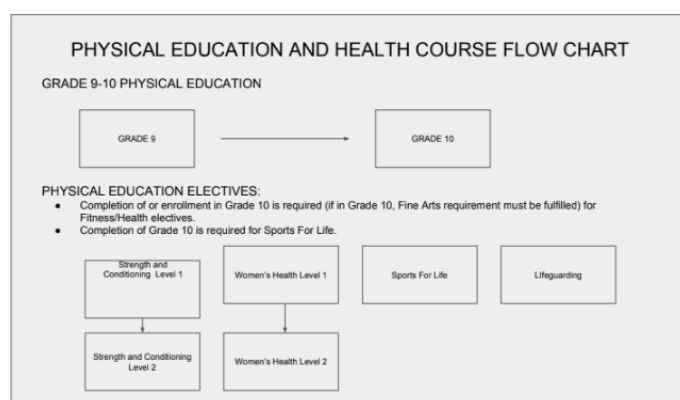 PHYSICAL EDUCATION AND HEALTH COURSE FLOW CHART
GRADE 9-10 PHYSICAL EDUCATION
GRADE 9
GRADE 10
PHYSICAL EDUCATION ELECTIVES:
● Completion of or enrollment in Grade 10 is required (if in Grade 10, Fine Arts requirement must be fulfilled) for
Fitness/Health electives.
● Completion of Grade 10 is required for Sports For Life.
Strength and
Conditioning Level 1
Women's Health Level 1
Sports For Life
LIfeguarding
Strength and Conditioning
Level 2
Women's Health Level 2